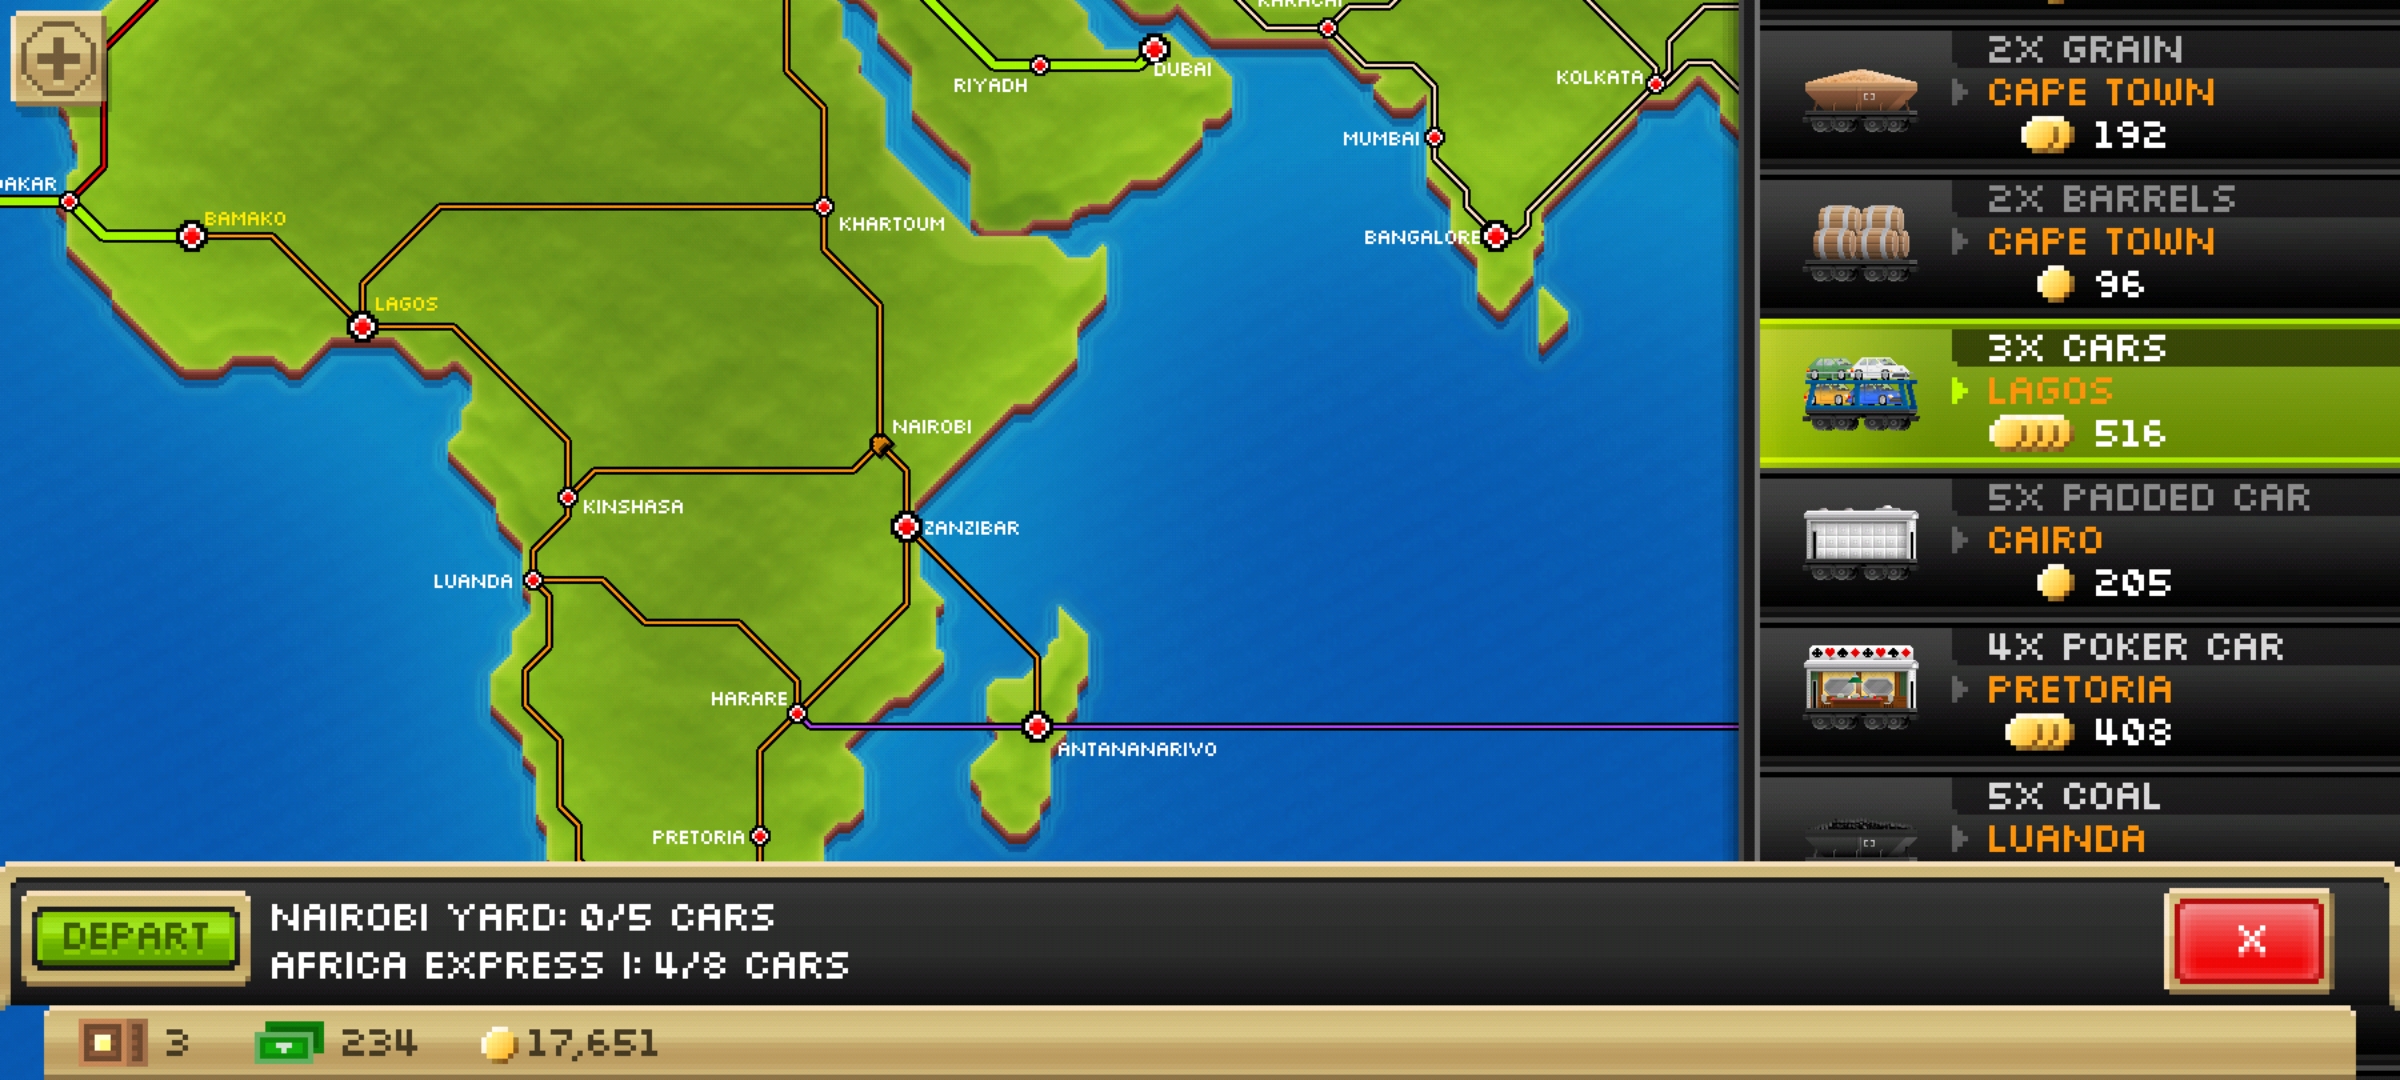 KARACHI
2X GRAIN
CAPE TOWN
192
RIYADH
DUBAI
KOLKATA
MUMBAI
2X BARRELS
CAPE TOWN
96
BAMAKO
KHARTOUM
BANGALORE
LAGOS
3X CARS
LAGOS
516
NAIROBI
KINSHASA
ZANZIBAR
5X PADDED CAR
CAIRO
205
LUANDA
HARARE
ANTANANARIVO
4X POKER CAR
PRETORIA
408
PRETORIA
5X COAL
LUANDA
DEPART
NAIROBI YARD: 0/5 CARS
AFRICA EXPRESS I: 4/8 CARS
X
3
234
17,651